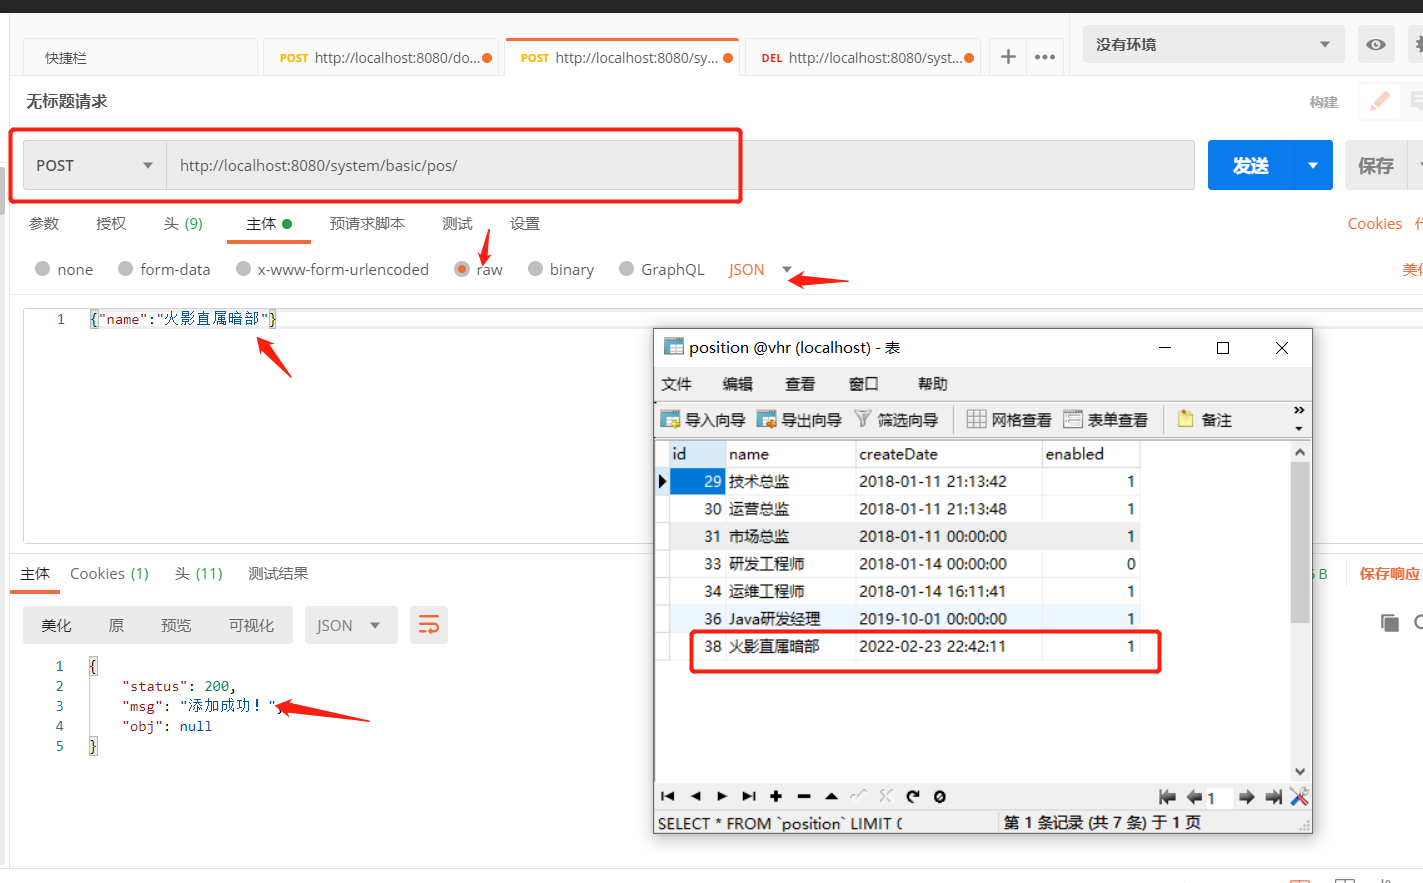 快捷栏
POST http://localhost:8080/do...
POST http://localhost:8080/sy...
DEL http://localhost:8080/syst...
没有环境
无标题请求
构建
POST http://localhost:8080/system/basic/pos/
发送
保存
参数 授权 头 (9) 主体 预请求脚本 测试 设置
Cookies
none form-data x-www-form-urlencoded raw binary GraphQL JSON
1 {"name":"火影直属暗部"}
position @vhr (localhost) - 表
文件 编辑 查看 窗口 帮助
导入向导 导出向导 筛选向导 网格查看 表单查看 备注
id name createDate enabled
29 技术总监 2018-01-11 21:13:42 1
30 运营总监 2018-01-11 21:13:48 1
31 市场总监 2018-01-11 00:00:00 1
33 研发工程师 2018-01-14 00:00:00 0
34 运维工程师 2018-01-14 16:11:41 1
36 Java研发经理 2019-10-01 00:00:00 1
38 火影直属暗部 2022-02-23 22:42:11 1
1
SELECT * FROM `position` LIMIT (
第 1 条记录 (共 7 条) 于 1 页
主体 Cookies (1) 头 (11) 测试结果
B
保存响应
美化 原 预览 可视化 JSON
1 {
2 "status": 200,
3 "msg": "添加成功！",
4 "obj": null
5 }